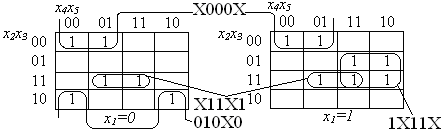 x₄x₅ X000X x₄x₅
00 01 11 10 00 01 11 10
x₂x₃ x₂x₃
00 1 1 00 1 1
01 01 1 1
11 1 1 11 1 1 1
10 1 1 X11X1 10
x₁=0 010X0 x₁=1 1X11X